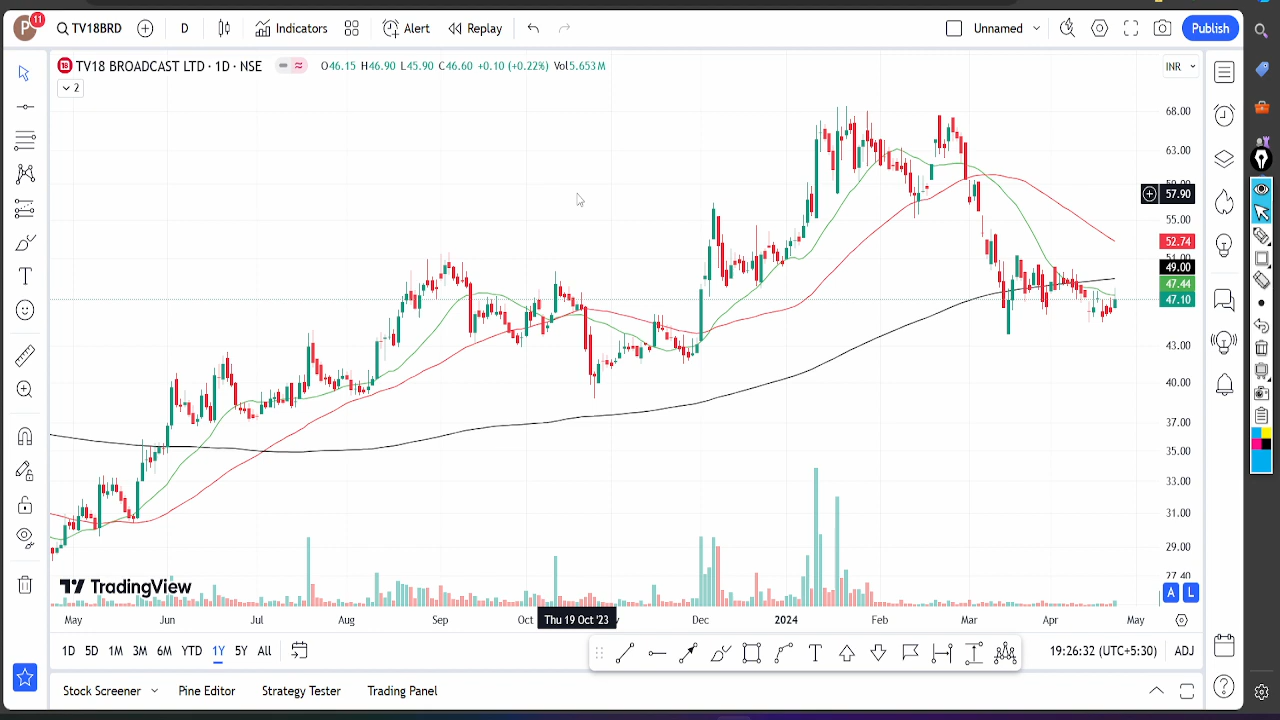 P 11 TV18BRD D Indicators Alert Replay Unnamed Publish
18 TV18 BROADCAST LTD · 1D · NSE O46.15 H46.90 L45.90 C46.60 +0.10 (+0.22%) Vol5.653M INR
2
68.00
63.00
57.90
55.00
52.74
51.00
49.00
47.44
47.10
43.00
40.00
37.00
35.00
33.00
31.00
29.00
27.40
TradingView
A L
May Jun Jul Aug Sep Oct Thu 19 Oct '23 Dec 2024 Feb Mar Apr May
1D 5D 1M 3M 6M YTD 1Y 5Y All 19:26:32 (UTC+5:30) ADJ
Stock Screener Pine Editor Strategy Tester Trading Panel